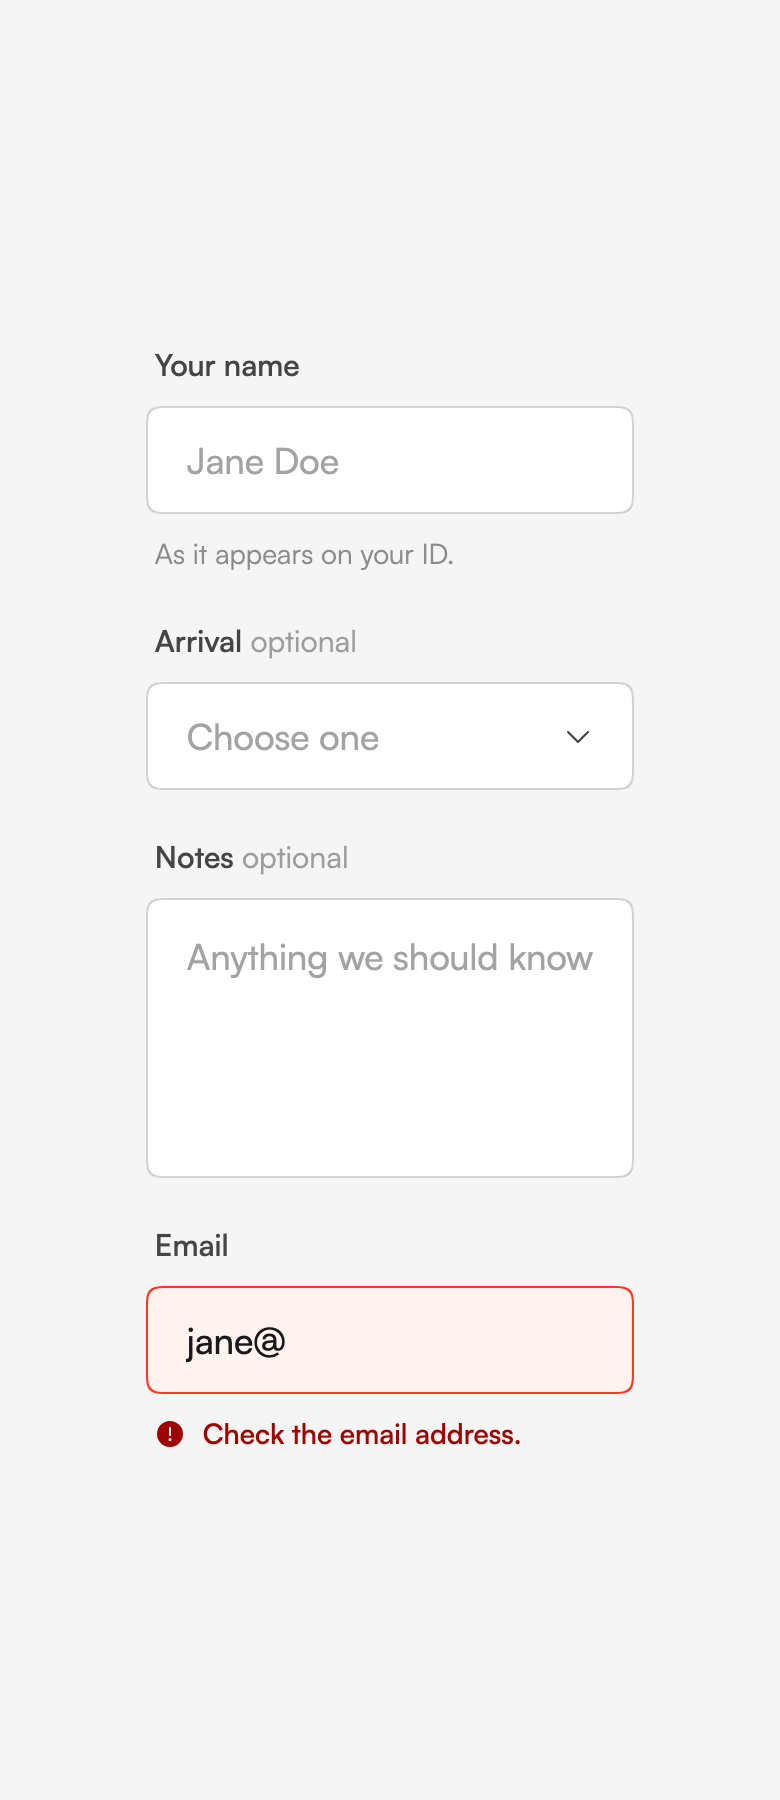 Your name
Jane Doe
As it appears on your ID.
Arrival optional
Choose one
Notes optional
Anything we should know
Email
jane@
Check the email address.